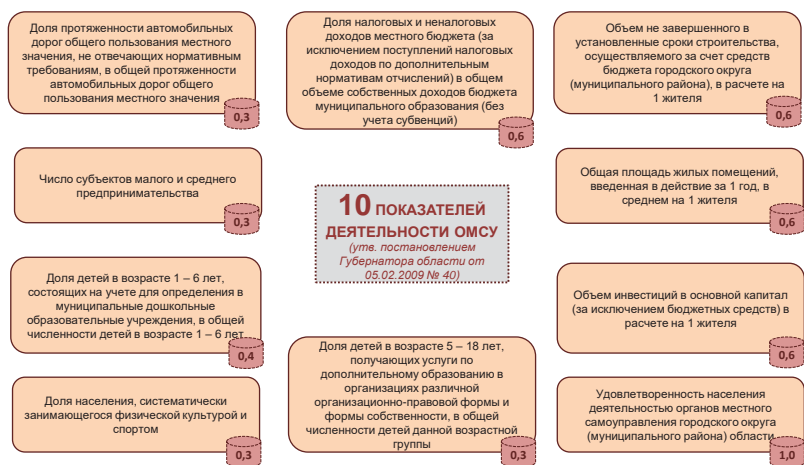 Доля протяженности автомобильных
дорог общего пользования местного
значения, не отвечающих нормативным
требованиям, в общей протяженности
автомобильных дорог общего
пользования местного значения
0,3
Число субъектов малого и среднего
предпринимательства
0,3
Доля детей в возрасте 1 – 6 лет,
состоящих на учете для определения в
муниципальные дошкольные
образовательные учреждения, в общей
численности детей в возрасте 1 – 6 лет
0,4
Доля населения, систематически
занимающегося физической культурой и
спортом
0,3
Доля налоговых и неналоговых
доходов местного бюджета (за
исключением поступлений налоговых
доходов по дополнительным
нормативам отчислений) в общем
объеме собственных доходов бюджета
муниципального образования (без
учета субвенций)
0,6
10 ПОКАЗАТЕЛЕЙ
ДЕЯТЕЛЬНОСТИ ОМСУ
(утв. постановлением
Губернатора области от
05.02.2009 № 40)
Доля детей в возрасте 5 – 18 лет,
получающих услуги по
дополнительному образованию в
организациях различной
организационно-правовой формы и
формы собственности, в общей
численности детей данной возрастной
группы
0,3
Объем не завершенного в
установленные сроки строительства,
осуществляемого за счет средств
бюджета городского округа
(муниципального района), в расчете на
1 жителя
0,6
Общая площадь жилых помещений,
введенная в действие за 1 год, в
среднем на 1 жителя
0,6
Объем инвестиций в основной капитал
(за исключением бюджетных средств) в
расчете на 1 жителя
0,6
Удовлетворенность населения
деятельностью органов местного
самоуправления городского округа
(муниципального района) области
1,0